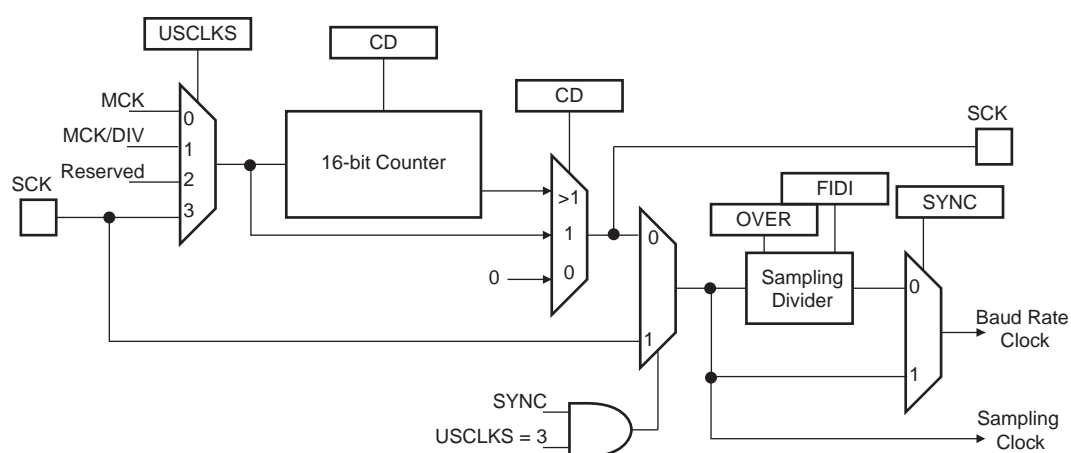 USCLKS
CD
CD
SCK
MCK
0
MCK/DIV
1
16-bit Counter
Reserved
2
SCK
3
>1
1
0
0
FIDI
OVER
SYNC
0
1
Sampling
Divider
0
1
Baud Rate
Clock
SYNC
USCLKS = 3
Sampling
Clock